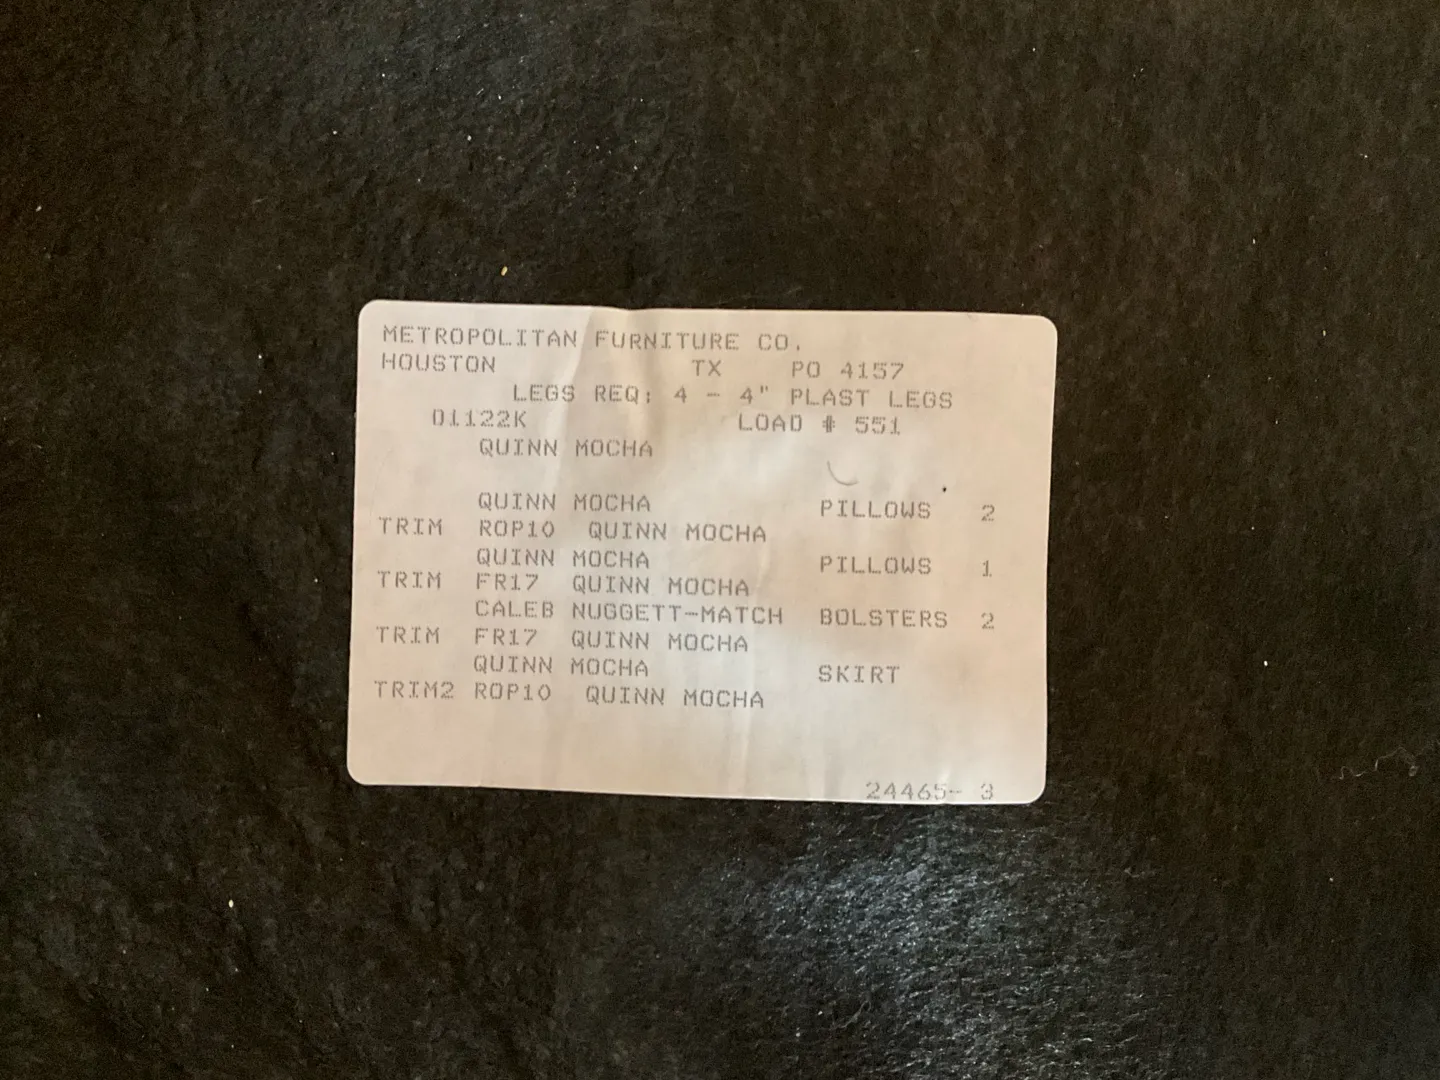 METROPOLITAN FURNITURE CO.
HOUSTON TX PO 4157
LEGS REQ: 4 - 4" PLAST LEGS
01122K LOAD # 551
QUINN MOCHA
QUINN MOCHA PILLOWS 2
TRIM ROP10 QUINN MOCHA
QUINN MOCHA PILLOWS 1
TRIM FR17 QUINN MOCHA
CALEB NUGGETT-MATCH BOLSTERS 2
TRIM FR17 QUINN MOCHA
QUINN MOCHA SKIRT
TRIM2 ROP10 QUINN MOCHA
24465- 3